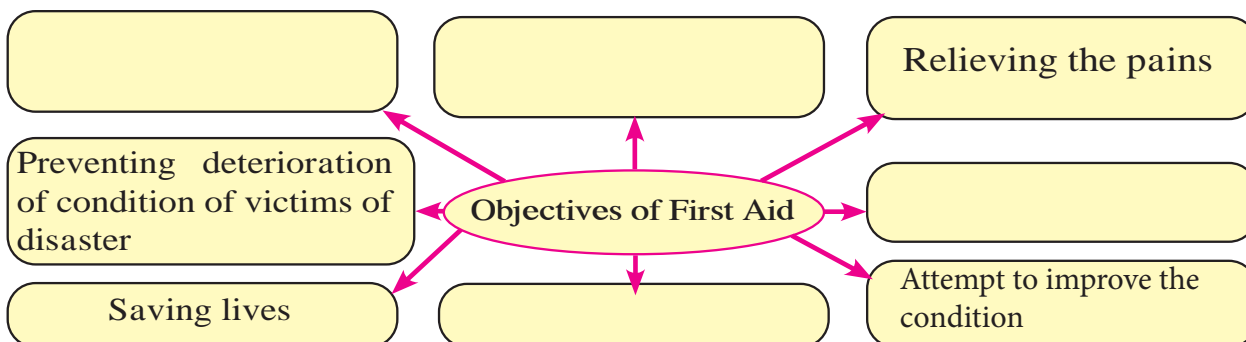 Relieving the pains
Preventing deterioration
of condition of victims of
disaster
Objectives of First Aid
Saving lives
Attempt to improve the
condition